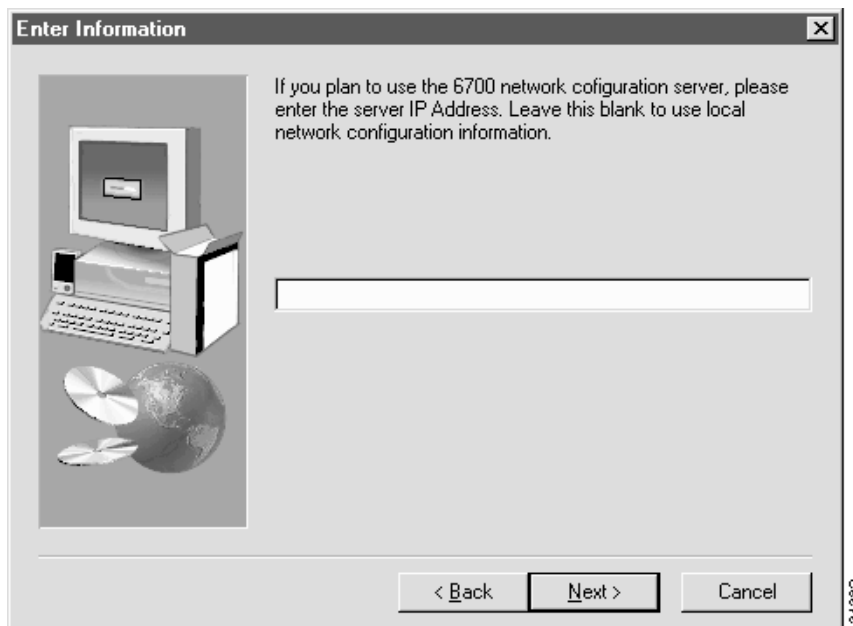 Enter Information
If you plan to use the 6700 network cofiguration server, please
enter the server IP Address. Leave this blank to use local
network configuration information.
< Back
Next >
Cancel